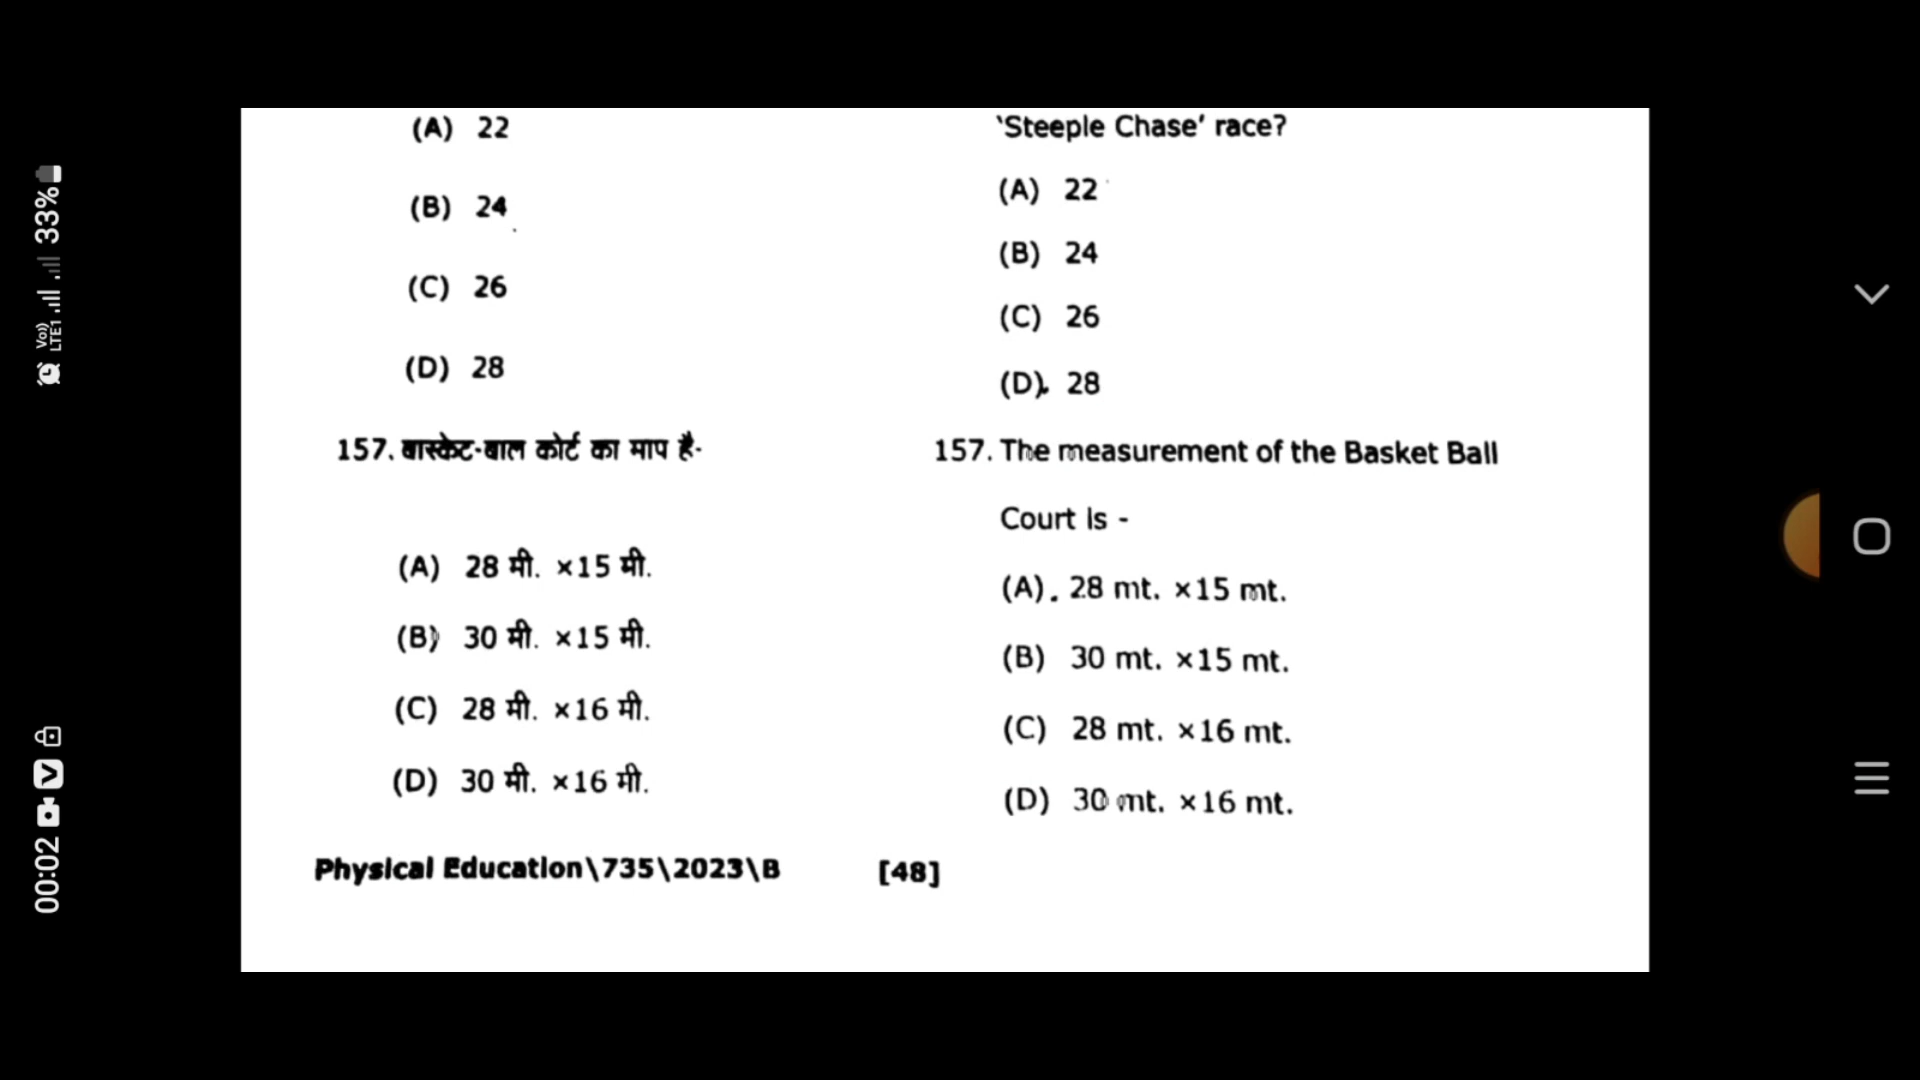 (A) 22
(B) 24
(C) 26
(D) 28
157. बास्केट-बाल कोर्ट का माप है-
(A) 28 मी. ×15 मी.
(B) 30 मी. ×15 मी.
(C) 28 मी. ×16 मी.
(D) 30 मी. ×16 मी.
'Steeple Chase' race?
(A) 22
(B) 24
(C) 26
(D). 28
157. The measurement of the Basket Ball
Court is -
(A). 28 mt. ×15 mt.
(B) 30 mt. ×15 mt.
(C) 28 mt. ×16 mt.
(D) 30 mt. ×16 mt.
Physical Education\735\2023\B [48]
33%
Vo)) LTE1
00:02